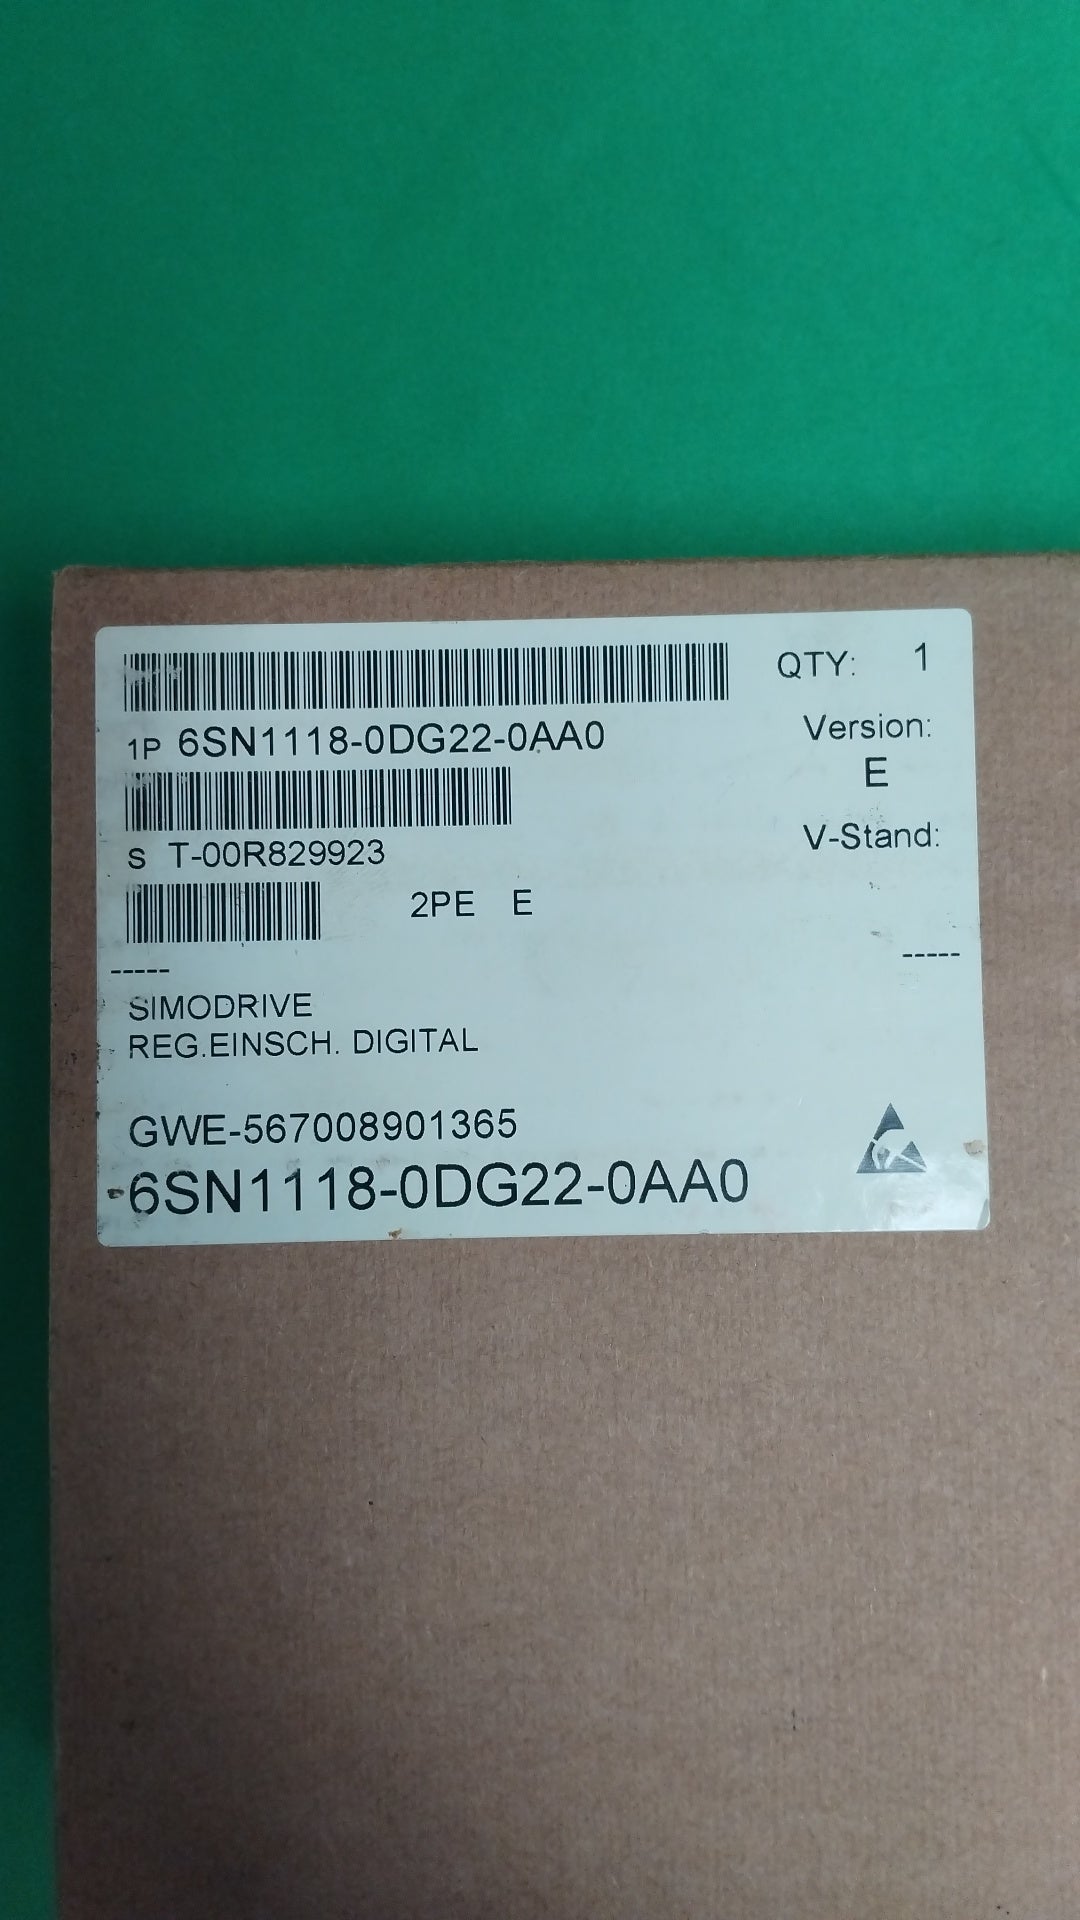 QTY: 1
1P 6SN1118-0DG22-0AA0
Version:
E
S T-00R829923
V-Stand:
2PE E
----- -----
SIMODRIVE
REG.EINSCH. DIGITAL
GWE-567008901365
6SN1118-0DG22-0AA0